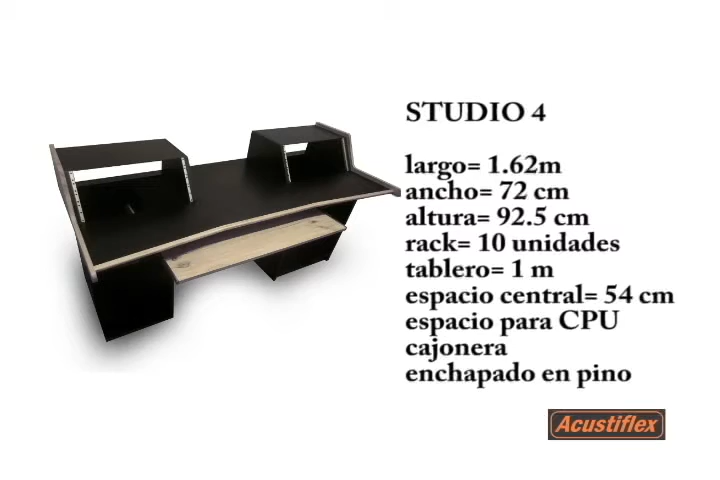 STUDIO 4
largo= 1.62m
ancho= 72 cm
altura= 92.5 cm
rack= 10 unidades
tablero= 1 m
espacio central= 54 cm
espacio para CPU
cajonera
enchapado en pino
Acustiflex